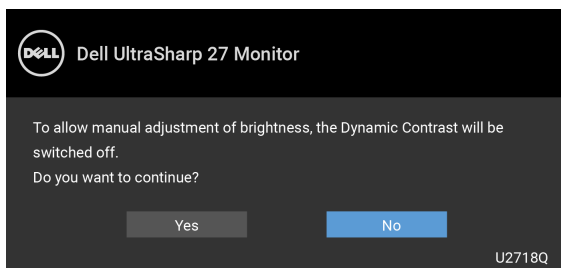 DELL
Dell UltraSharp 27 Monitor
To allow manual adjustment of brightness, the Dynamic Contrast will be
switched off.
Do you want to continue?
Yes
No
U2718Q